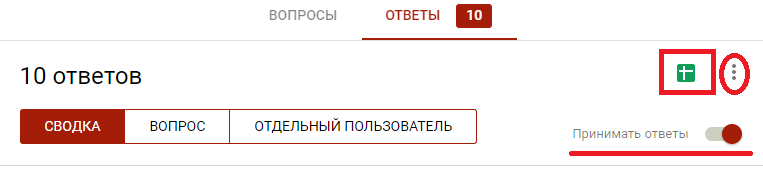 ВОПРОСЫ ОТВЕТЫ 10
10 ответов
СВОДКА ВОПРОС ОТДЕЛЬНЫЙ ПОЛЬЗОВАТЕЛЬ
Принимать ответы